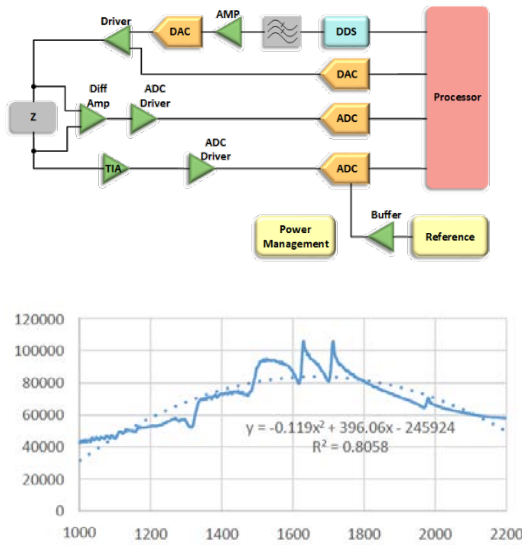 Driver
DAC
AMP
DDS
DAC
Processor
Diff
Amp
ADC
Driver
ADC
Z
TIA
ADC
Driver
ADC
Power
Management
Buffer
Reference
120000
100000
80000
60000
40000
20000
0
y = -0.119x² + 396.06x - 245924
R² = 0.8058
1000
1200
1400
1600
1800
2000
2200